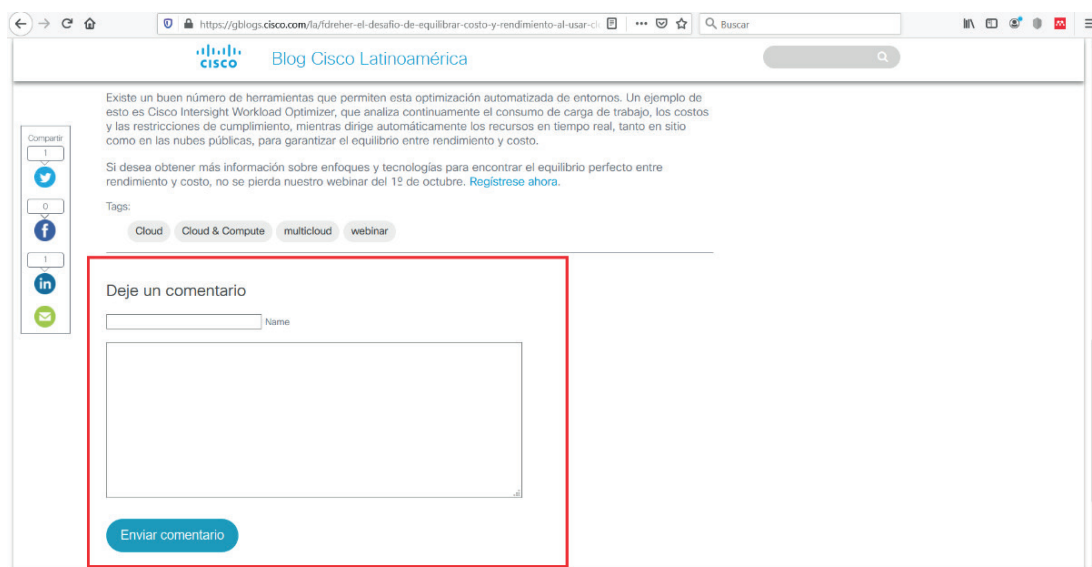 https://gblogs.cisco.com/la/fdreher-el-desafio-de-equilibrar-costo-y-rendimiento-al-usar-clo
Buscar
CISCO
Blog Cisco Latinoamérica
Existe un buen número de herramientas que permiten esta optimización automatizada de entornos. Un ejemplo de
esto es Cisco Intersight Workload Optimizer, que analiza continuamente el consumo de carga de trabajo, los costos
y las restricciones de cumplimiento, mientras dirige automáticamente los recursos en tiempo real, tanto en sitio
como en las nubes públicas, para garantizar el equilibrio entre rendimiento y costo.
Si desea obtener más información sobre enfoques y tecnologías para encontrar el equilibrio perfecto entre
rendimiento y costo, no se pierda nuestro webinar del 1º de octubre. Regístrese ahora.
Tags:
Cloud Cloud & Compute multicloud webinar
Compartir
1
0
1
Deje un comentario
Name
Enviar comentario